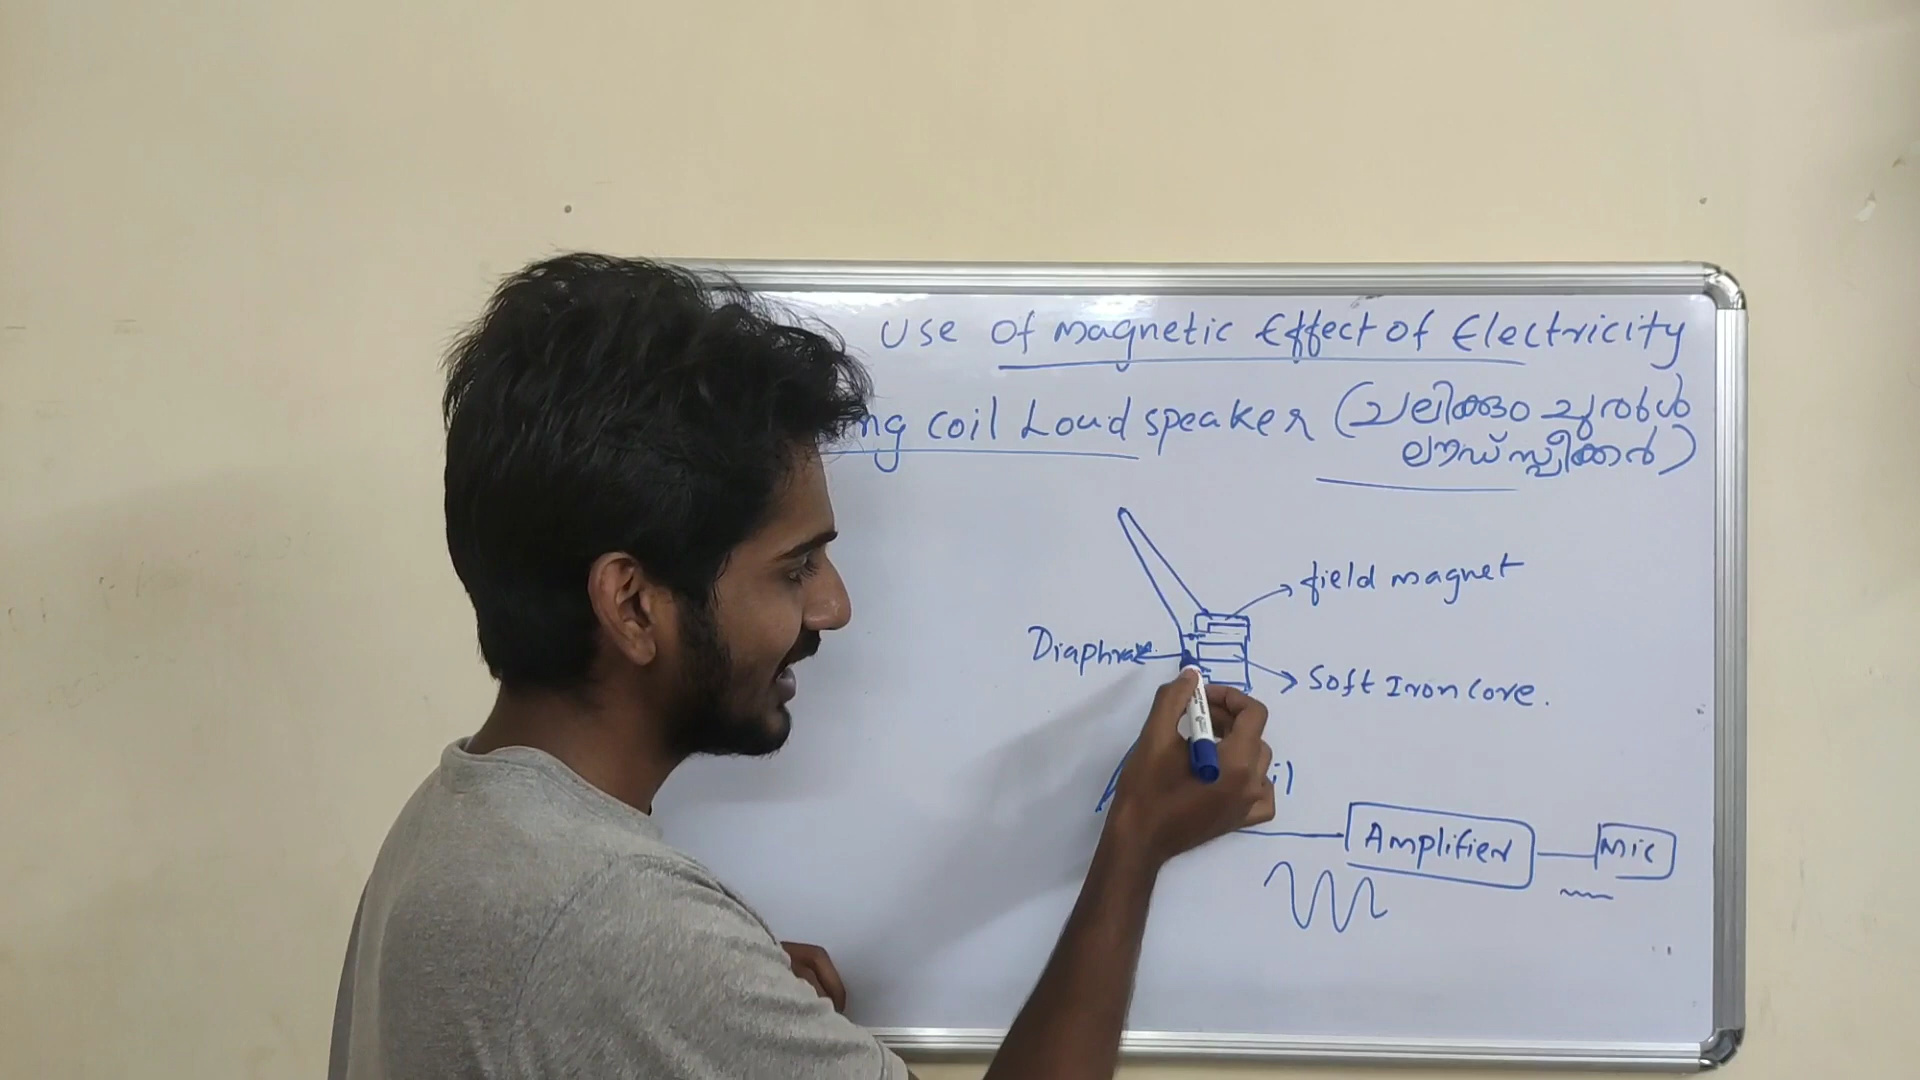 Use of magnetic Effect of Electricity
ng coil Loud speaker (ചലിക്കും ചുരുൾ
ലൗഡ് സ്പീക്കർ)
field magnet
Soft Iron Core.
il
Amplifier
Mic